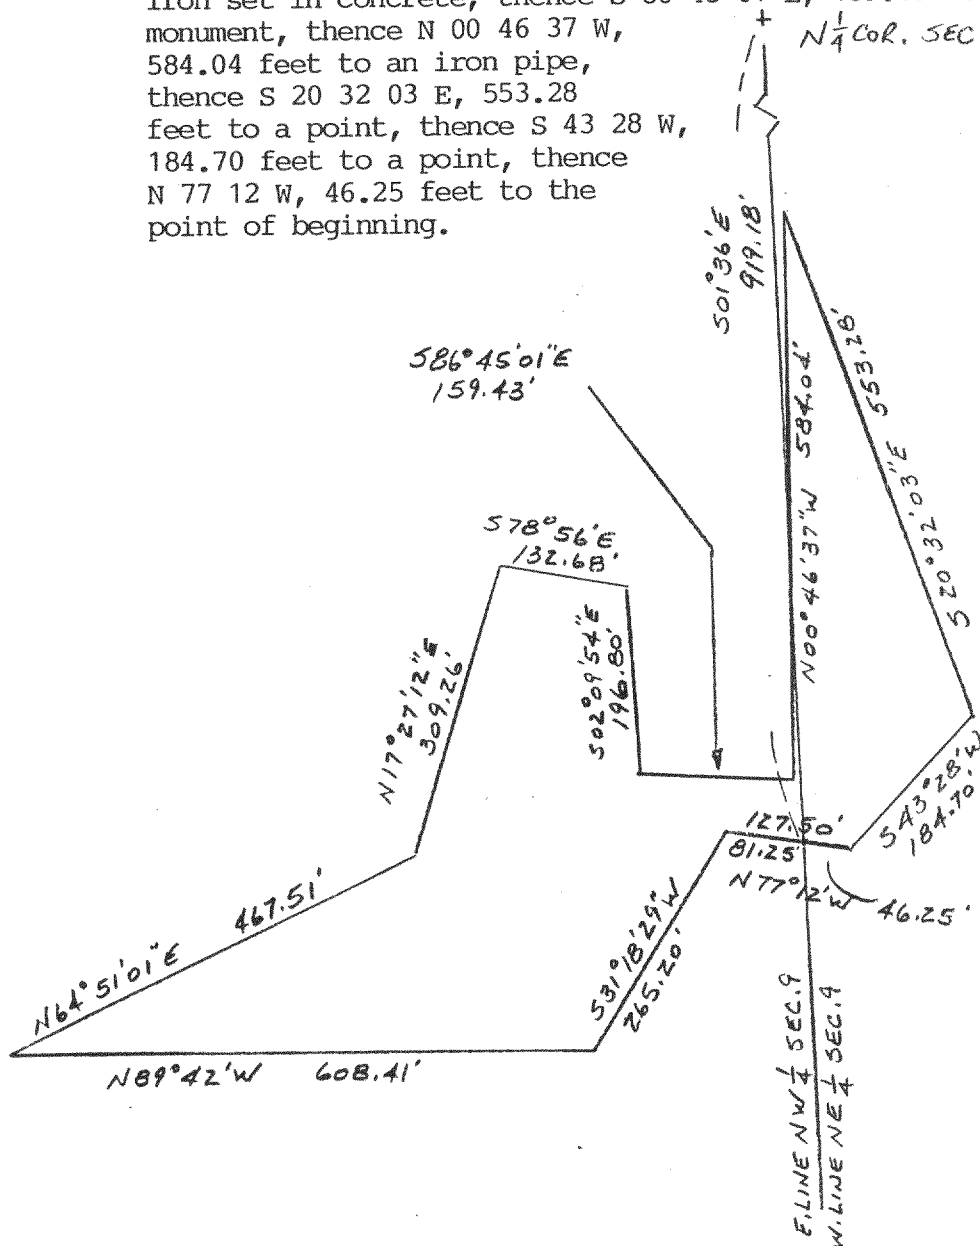 monument, thence N 00 46 37 W,
584.04 feet to an iron pipe,
thence S 20 32 03 E, 553.28
feet to a point, thence S 43 28 W,
184.70 feet to a point, thence
N 77 12 W, 46.25 feet to the
point of beginning.
N 1/4 COR. SEC
S01°36'E
919.18'
S86°45'01"E
159.43'
N00°46'37"W 584.04'
S20°32'03"E 553.28'
S78°56'E
132.68'
N17°27'12"E
309.26'
S02°09'54"E
196.80'
S43°28'W
184.70'
127.50'
81.25'
N77°12'W
46.25'
N64°51'01"E 467.51'
S31°18'29"W
265.20'
N89°42'W 608.41'
E. LINE NW 1/4 SEC. 9
W. LINE NE 1/4 SEC. 9